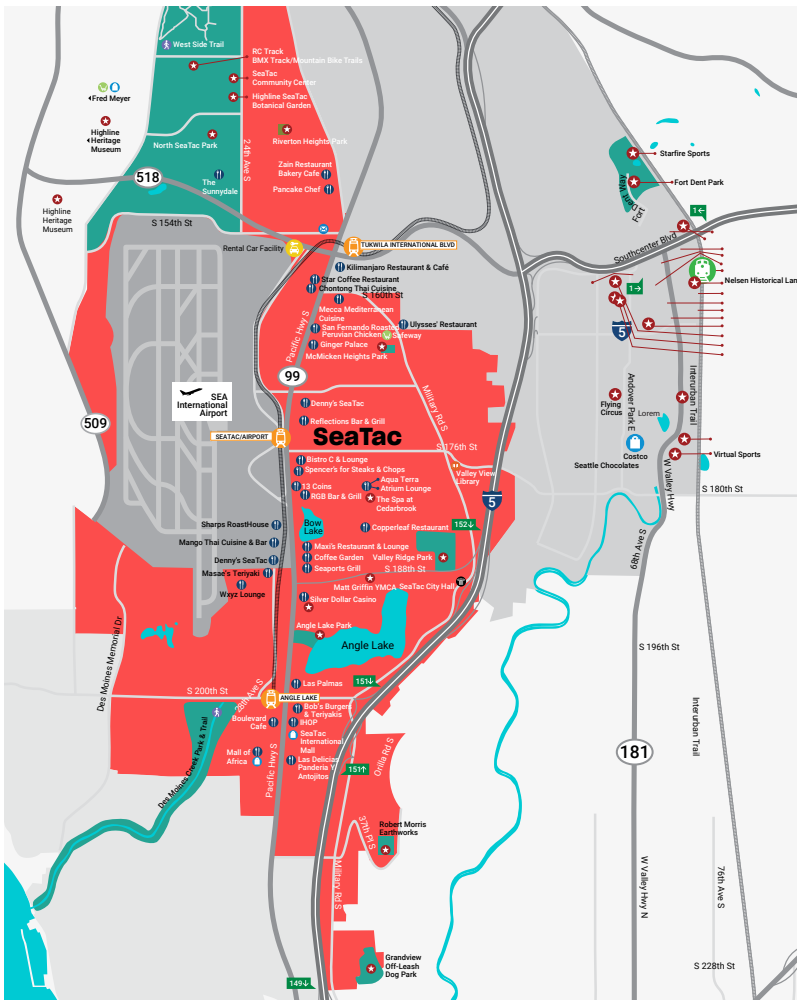 West Side Trail
RC Track
BMX Track/Mountain Bike Trails
SeaTac
Community Center
Highline SeaTac
Botanical Garden
Fred Meyer
Highline
Heritage
Museum
North SeaTac Park
24th Ave S
Riverton Heights Park
Zain Restaurant
Bakery Cafe
Pancake Chef
518
The
Sunnydale
Highline
Heritage
Museum
S 154th St
Rental Car Facility
TUKWILA INTERNATIONAL BLVD
Starfire Sports
Fort Dent Park
Fort
Dent Way
1
Southcenter Blvd
1
Nelsen Historical Lan
5
Kilimanjaro Restaurant & Café
Star Coffee Restaurant
Chontong Thai Cuisine
S 160th St
Mecca Mediterranean
Cuisine
San Fernando Roasted
Peruvian Chicken
Safeway
Ulysses' Restaurant
Ginger Palace
McMicken Heights Park
Pacific Hwy S
99
SEA
International
Airport
509
Denny's SeaTac
Reflections Bar & Grill
Military Rd S
SEATAC/AIRPORT
SeaTac
S 176th St
Flying
Circus
Andover Park E
Lorem
Interurban Trail
Costco
Seattle Chocolates
Virtual Sports
W Valley Hwy
S 180th St
Bistro C & Lounge
Spencer's for Steaks & Chops
13 Coins
RGB Bar & Grill
Aqua Terra
Atrium Lounge
The Spa at
Cedarbrook
Valley View
Library
5
Bow
Lake
Copperleaf Restaurant
152
Sharps RoastHouse
Mango Thai Cuisine & Bar
Denny's SeaTac
Masae's Teriyaki
Wxyz Lounge
Maxi's Restaurant & Lounge
Coffee Garden
Seaports Grill
Valley Ridge Park
S 188th St
Matt Griffin YMCA
SeaTac City Hall
Silver Dollar Casino
Angle Lake Park
Angle Lake
68th Ave S
S 196th St
Des Moines Memorial Dr
S 200th St
28th Ave S
ANGLE LAKE
Las Palmas
151
Bob's Burgers
& Teriyakis
IHOP
Boulevard
Cafe
SeaTac
International
Mall
Mall of
Africa
Las Delicias
Panderia Y
Antojitos
Pacific Hwy S
Des Moines Creek Park & Trail
151
Orilla Rd S
181
Interurban Trail
37th Pl S
Robert Morris
Earthworks
Military Rd S
W Valley Hwy N
76th Ave S
Grandview
Off-Leash
Dog Park
S 228th St
149